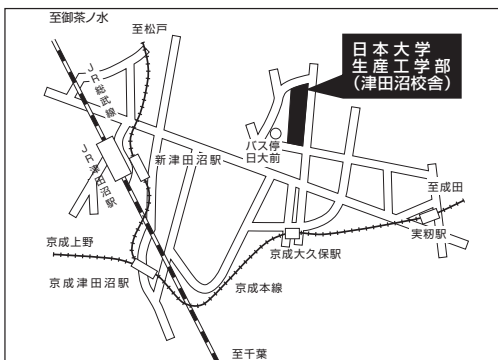 至御茶ノ水
至松戸
日本大学
生産工学部
（津田沼校舎）
JR総武線
JR津田沼駅
新津田沼駅
バス停
日大前
至成田
実籾駅
京成上野
京成大久保駅
京成津田沼駅
京成本線
至千葉